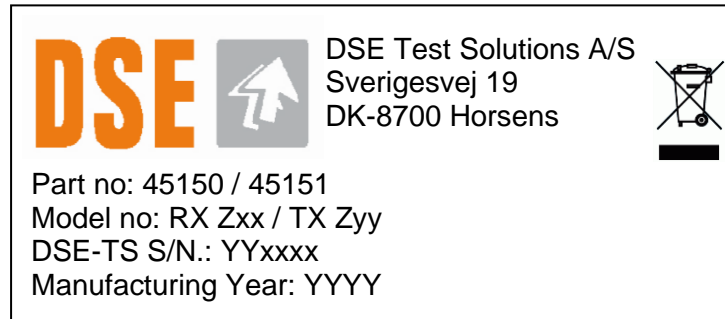 DSE
DSE Test Solutions A/S
Sverigesvej 19
DK-8700 Horsens
Part no: 45150 / 45151
Model no: RX Zxx / TX Zyy
DSE-TS S/N.: YYxxxx
Manufacturing Year: YYYY